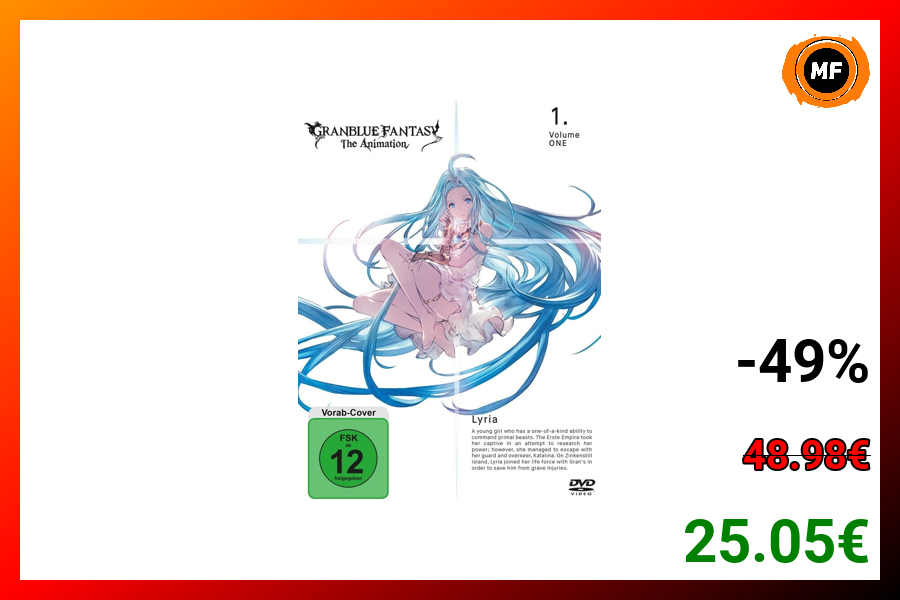 MF
GRANBLUE FANTASY
The Animation
1.
Volume
ONE
-49%
48.98€
25.05€
Vorab-Cover
FSK
ab
12
freigegeben
Lyria
A young girl who has a one-of-a-kind ability to
command primal beasts. The Erste Empire took
her captive in an attempt to research her
power; however, she managed to escape with
her guard and overseer, Katalina. On Zinkenstill
Island, Lyria joined her life force with Gran's in
order to save him from grave injuries.
DVD
VIDEO